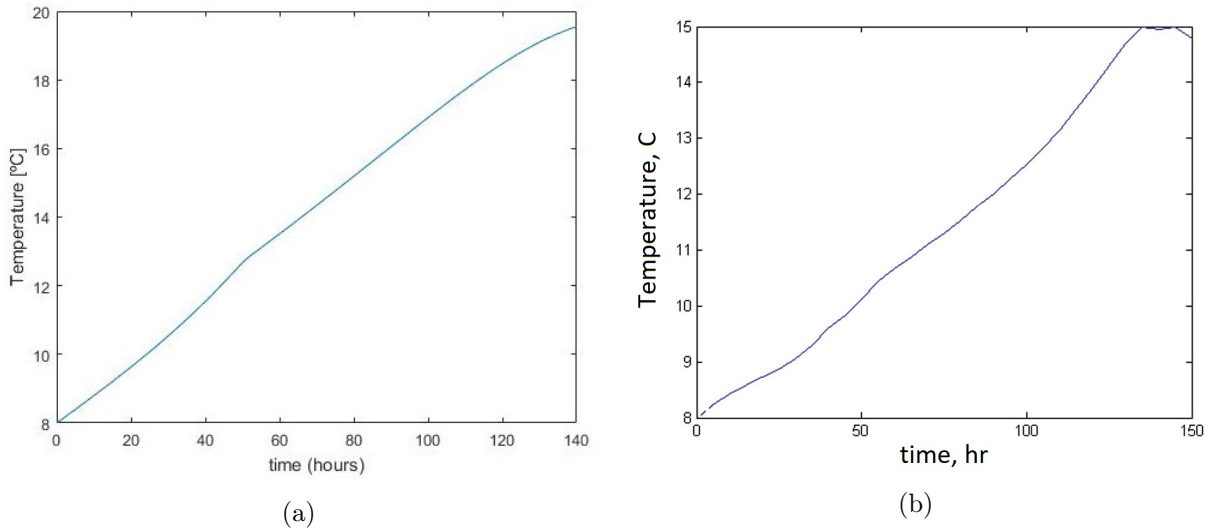 20
18
16
14
12
10
8
Temperature [ºC]
0 20 40 60 80 100 120 140
time (hours)
(a)
15
14
13
12
11
10
9
8
Temperature, C
0 50 100 150
time, hr
(b)